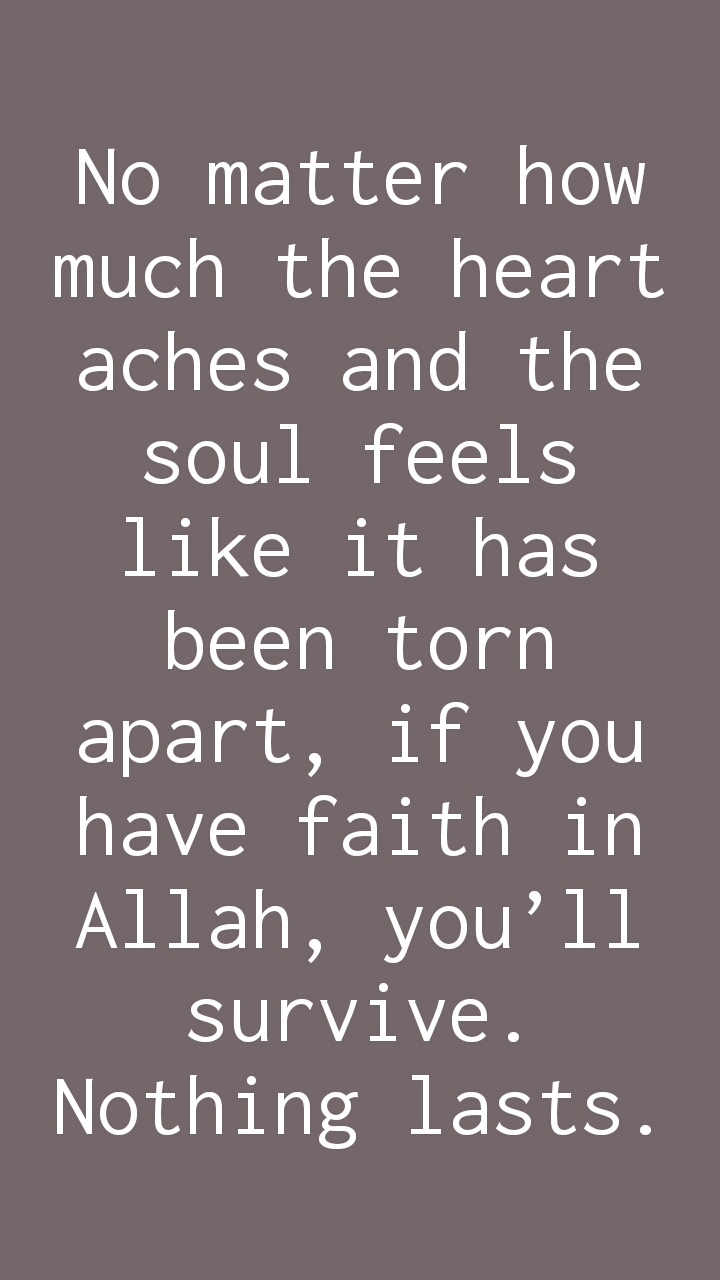 No matter how
much the heart
aches and the
soul feels
like it has
been torn
apart, if you
have faith in
Allah, you’ll
survive.
Nothing lasts.